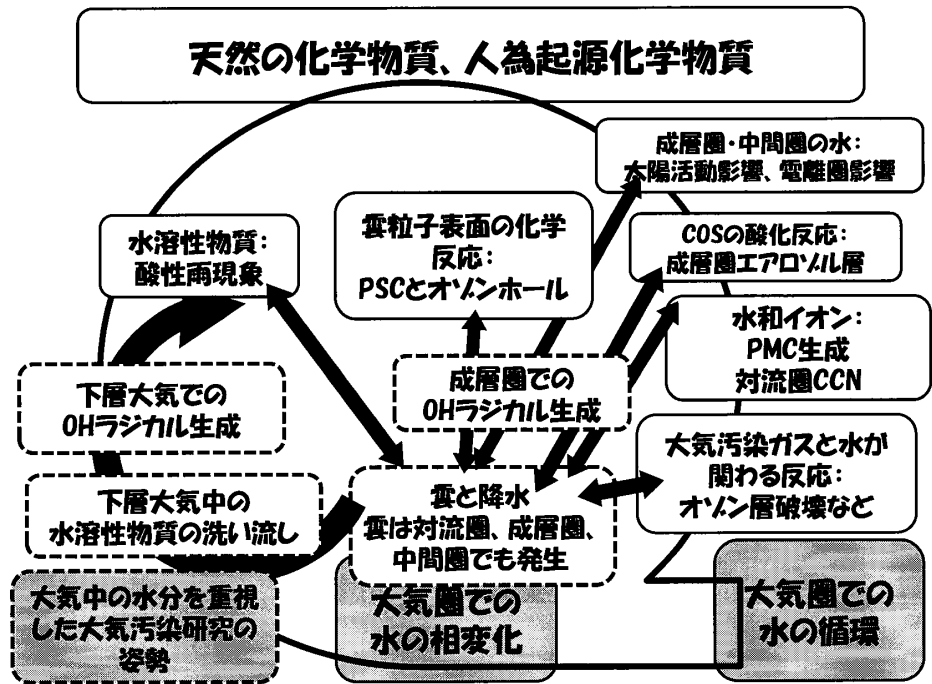 天然の化学物質、人為起源化学物質
成層圏・中間圏の水:
太陽活動影響、電離圏影響
水溶性物質:
酸性雨現象
雲粒子表面の化学
反応:
PSCとオゾンホール
COSの酸化反応:
成層圏エアロゾル層
水和イオン:
PMC生成
対流圏CCN
下層大気での
OHラジカル生成
成層圏での
OHラジカル生成
大気汚染ガスと水が
関わる反応:
オゾン層破壊など
下層大気中の
水溶性物質の洗い流し
雲と降水
雲は対流圏、成層圏、
中間圏でも発生
大気中の水分を重視
した大気汚染研究の
姿勢
大気圏での
水の相変化
大気圏での
水の循環